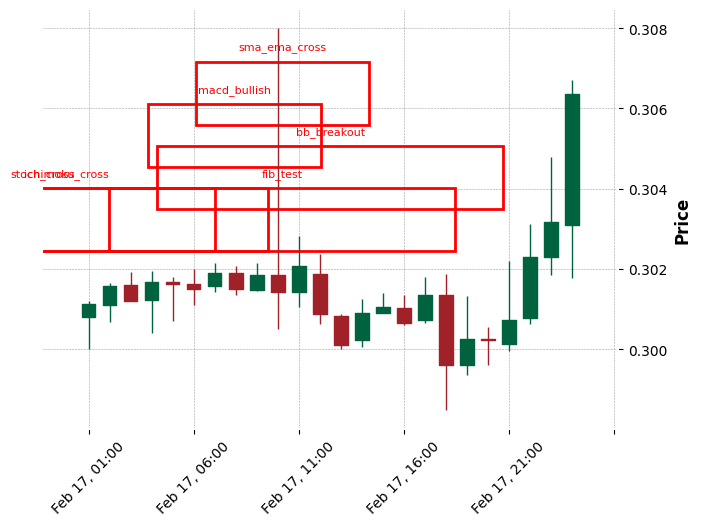 0.308
sma_ema_cross
macd_bullish
0.306
bb_breakout
ichimoku_cross
fib_test
0.304
Price
0.302
0.300
Feb 17, 01:00
Feb 17, 06:00
Feb 17, 11:00
Feb 17, 16:00
Feb 17, 21:00